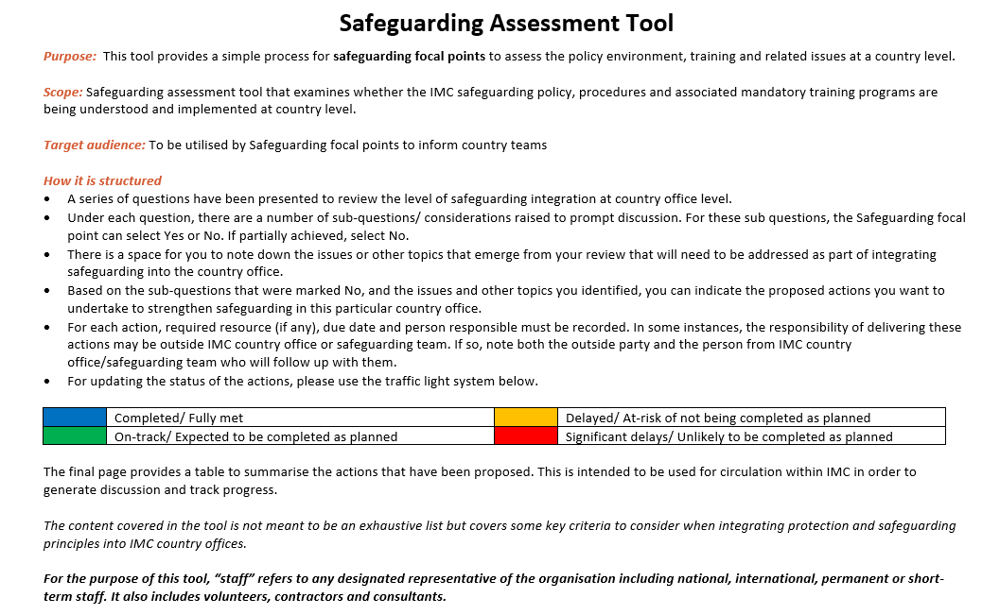 Safeguarding Assessment Tool
Purpose: This tool provides a simple process for safeguarding focal points to assess the policy environment, training and related issues at a country level.
Scope: Safeguarding assessment tool that examines whether the IMC safeguarding policy, procedures and associated mandatory training programs are
being understood and implemented at country level.
Target audience: To be utilised by Safeguarding focal points to inform country teams
How it is structured
• A series of questions have been presented to review the level of safeguarding integration at country office level.
• Under each question, there are a number of sub-questions/ considerations raised to prompt discussion. For these sub questions, the Safeguarding focal
point can select Yes or No. If partially achieved, select No.
• There is a space for you to note down the issues or other topics that emerge from your review that will need to be addressed as part of integrating
safeguarding into the country office.
• Based on the sub-questions that were marked No, and the issues and other topics you identified, you can indicate the proposed actions you want to
undertake to strengthen safeguarding in this particular country office.
• For each action, required resource (if any), due date and person responsible must be recorded. In some instances, the responsibility of delivering these
actions may be outside IMC country office or safeguarding team. If so, note both the outside party and the person from IMC country
office/safeguarding team who will follow up with them.
• For updating the status of the actions, please use the traffic light system below.
Completed/ Fully met
Delayed/ At-risk of not being completed as planned
On-track/ Expected to be completed as planned
Significant delays/ Unlikely to be completed as planned
The final page provides a table to summarise the actions that have been proposed. This is intended to be used for circulation within IMC in order to
generate discussion and track progress.
The content covered in the tool is not meant to be an exhaustive list but covers some key criteria to consider when integrating protection and safeguarding
principles into IMC country offices.
For the purpose of this tool, “staff” refers to any designated representative of the organisation including national, international, permanent or short-
term staff. It also includes volunteers, contractors and consultants.